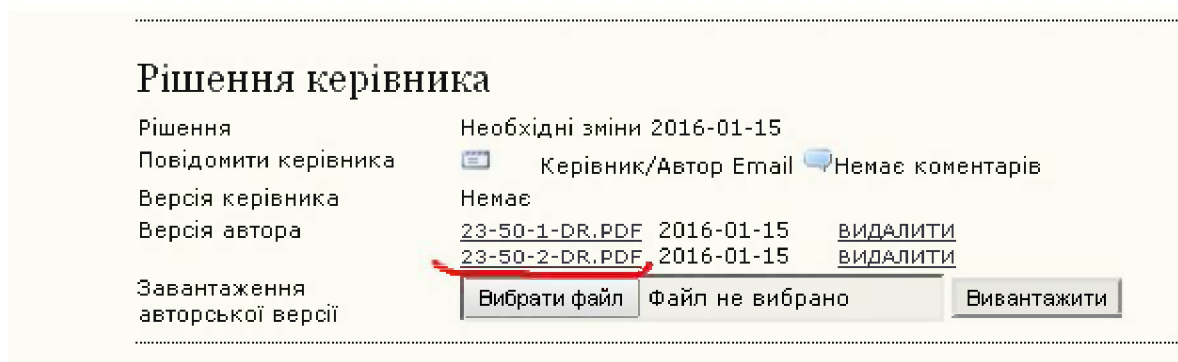 Рішення керівника
Рішення Необхідні зміни 2016-01-15
Повідомити керівника Керівник/Автор Email Немає коментарів
Версія керівника Немає
Версія автора 23-50-1-DR.PDF 2016-01-15 ВИДАЛИТИ
23-50-2-DR.PDF 2016-01-15 ВИДАЛИТИ
Завантаження авторської версії Вибрати файл Файл не вибрано Вивантажити